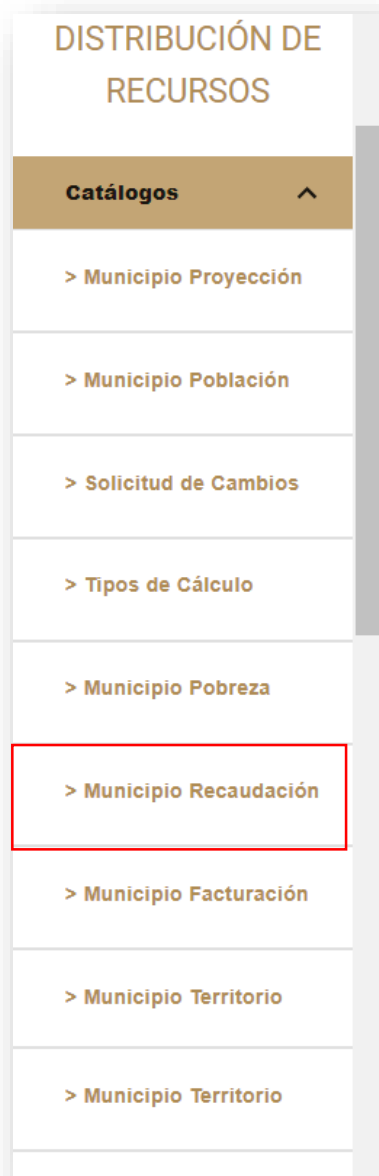 DISTRIBUCIÓN DE
RECURSOS
Catálogos
> Municipio Proyección
> Municipio Población
> Solicitud de Cambios
> Tipos de Cálculo
> Municipio Pobreza
> Municipio Recaudación
> Municipio Facturación
> Municipio Territorio
> Municipio Territorio